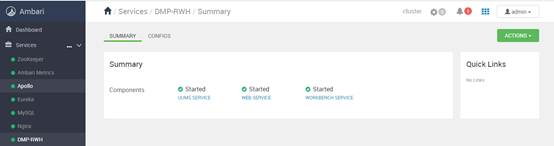 Ambari
/ Services / DMP-RWH / Summary
cluster
0
1
admin
Dashboard
Services
ZooKeeper
Ambari Metrics
Apollo
Eureka
MySQL
Nginx
DMP-RWH
SUMMARY
CONFIGS
ACTIONS
Summary
Components
Started
UUMS SERVICE
Started
WEB SERVICE
Started
WORKBENCH SERVICE
Quick Links
No Links